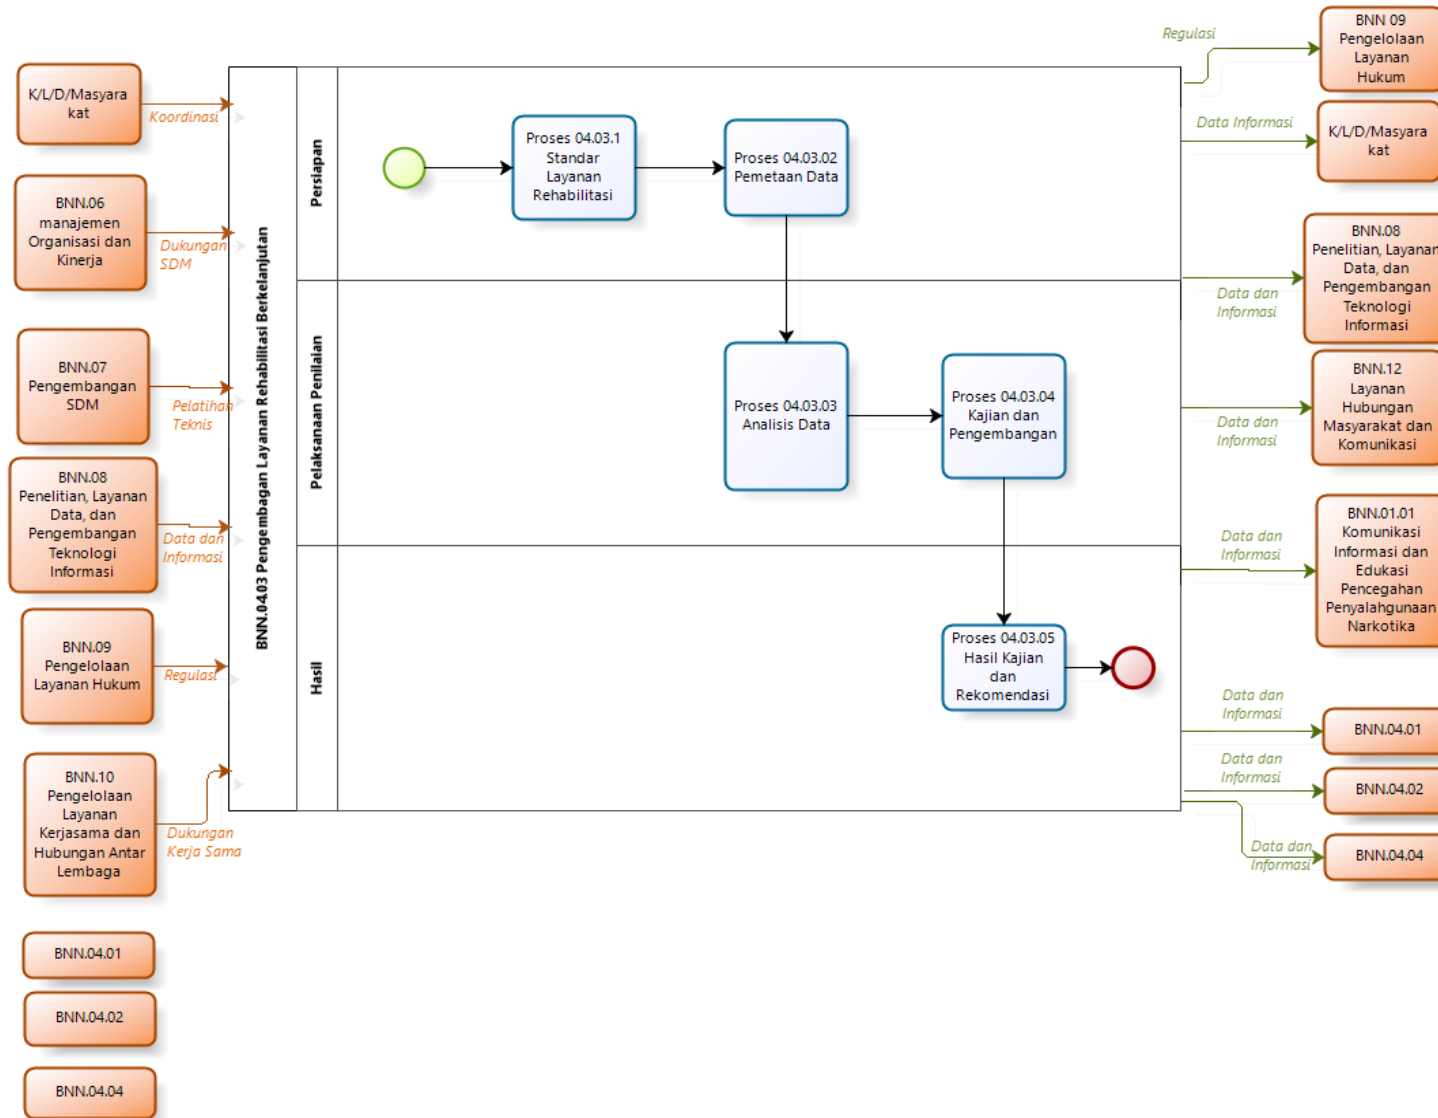 K/L/D/Masyara
kat
Koordinasi
BNN.06
manajemen
Organisasi dan
Kinerja
Dukungan
SDM
BNN.07
Pengembangan
SDM
Pelatihan
Teknis
BNN.08
Penelitian, Layanan
Data, dan
Pengembangan
Teknologi
Informasi
Data dan
Informasi
BNN.09
Pengelolaan
Layanan Hukum
Regulasi
BNN.10
Pengelolaan
Layanan
Kerjasama dan
Hubungan Antar
Lembaga
Dukungan
Kerja Sama
BNN.04.01
BNN.04.02
BNN.04.04
BNN.04.03 Pengembagan Layanan Rehabilitasi Berkelanjutan
Persiapan
Proses 04.03.1
Standar
Layanan
Rehabilitasi
Proses 04.03.02
Pemetaan Data
Pelaksanaan Penilaian
Proses 04.03.03
Analisis Data
Proses 04.03.04
Kajian dan
Pengembangan
Hasil
Proses 04.03.05
Hasil Kajian
dan
Rekomendasi
Regulasi
BNN 09
Pengelolaan
Layanan
Hukum
Data Informasi
K/L/D/Masyara
kat
Data dan
Informasi
BNN.08
Penelitian, Layanan
Data, dan
Pengembangan
Teknologi
Informasi
Data dan
Informasi
BNN.12
Layanan
Hubungan
Masyarakat dan
Komunikasi
Data dan
Informasi
BNN.01.01
Komunikasi
Informasi dan
Edukasi
Pencegahan
Penyalahgunaan
Narkotika
Data dan
Informasi
BNN.04.01
Data dan
Informasi
BNN.04.02
Data dan
Informasi
BNN.04.04